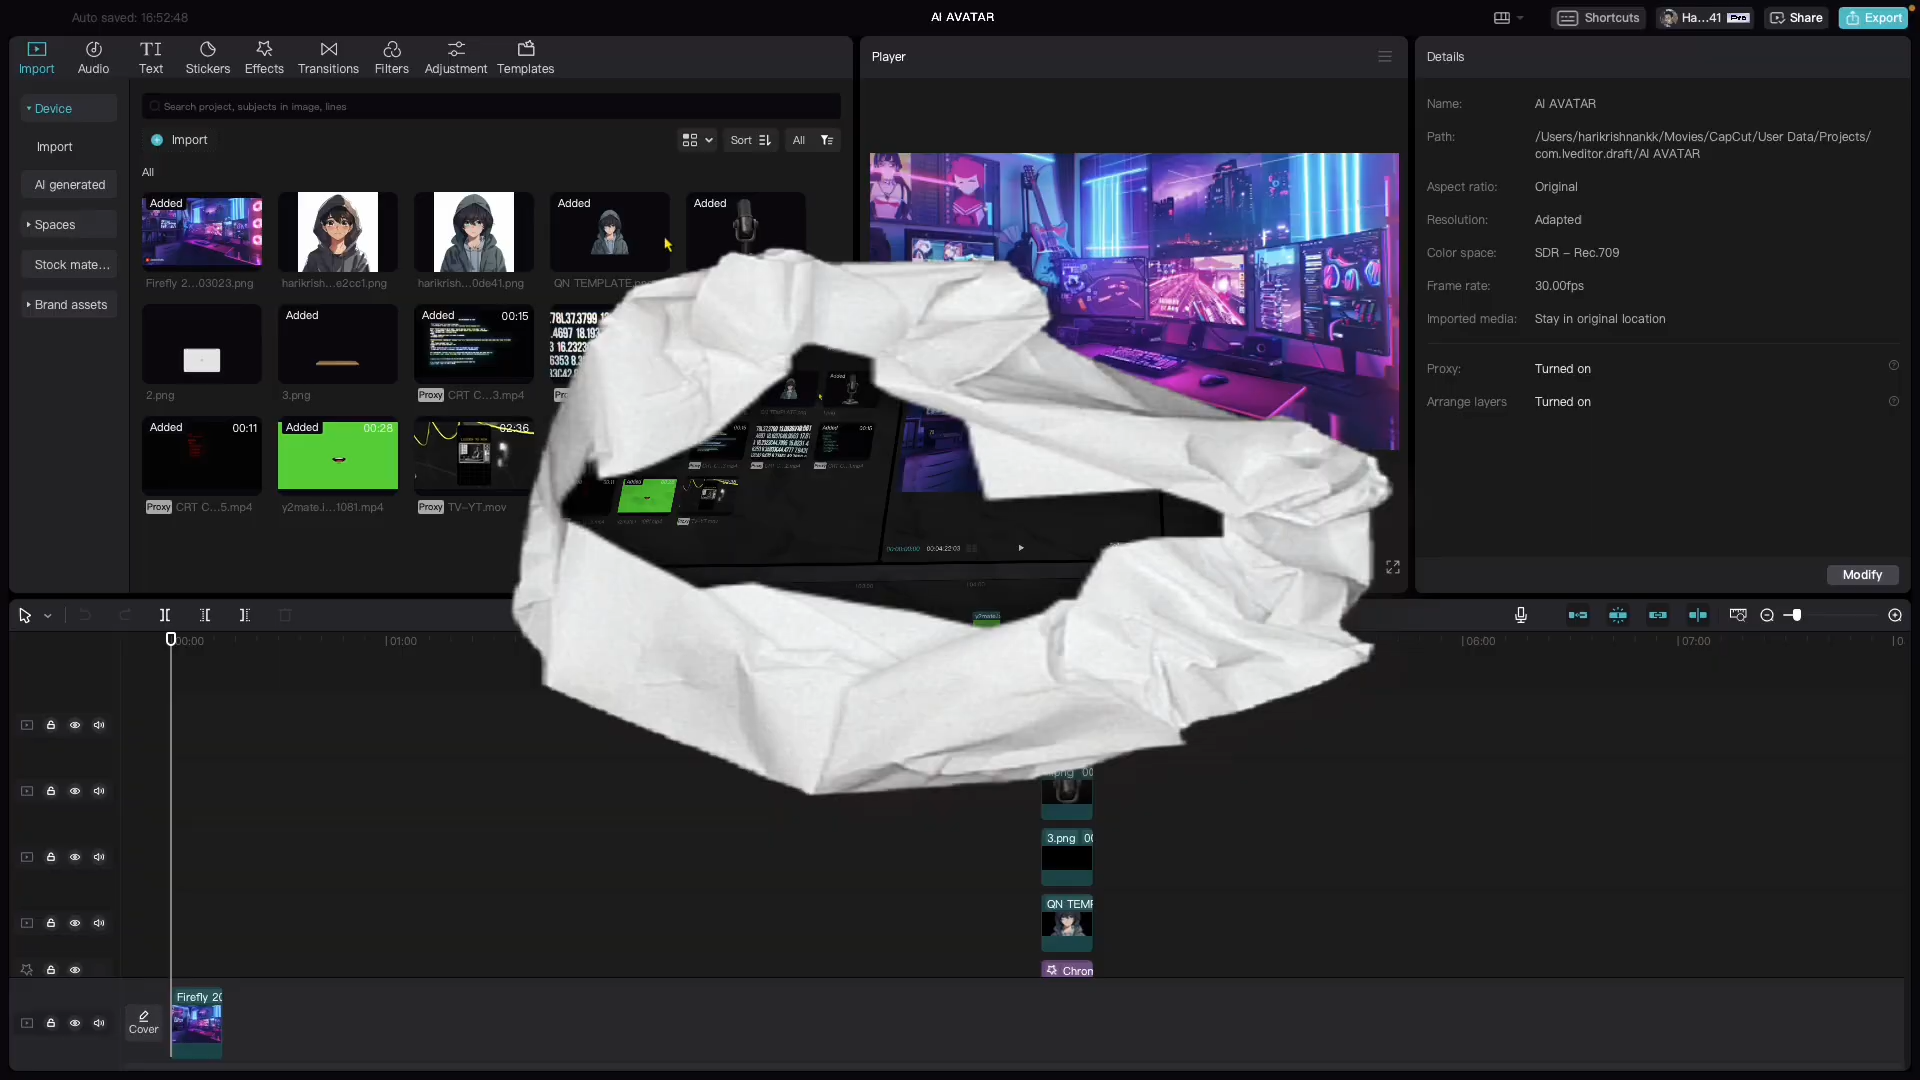 Auto saved: 16:52:48
AI AVATAR
Shortcuts
Ha...41 Pro
Share
Export
Import
Audio
Text
Stickers
Effects
Transitions
Filters
Adjustment
Templates
Player
Details
Device
Import
AI generated
Spaces
Stock mate...
Brand assets
Search project, subjects in image, lines
Import
Sort
All
All
Added
Firefly 2...03023.png
harikrish...e2cc1.png
harikrish...0de41.png
Added
QN TEMPLATE
Added
2.png
Added
3.png
Added 00:15
Proxy CRT C...3.mp4
Added 00:11
Proxy CRT C...5.mp4
Added 00:28
y2mate.i...1081.mp4
02:36
Proxy TV-YT.mov
Name: AI AVATAR
Path: /Users/harikrishnankk/Movies/CapCut/User Data/Projects/
com.lveditor.draft/AI AVATAR
Aspect ratio: Original
Resolution: Adapted
Color space: SDR – Rec.709
Frame rate: 30.00fps
Imported media: Stay in original location
Proxy: Turned on
Arrange layers Turned on
Modify
00:00
01:00
06:00
07:00
3.png
QN TEMP
Chrom
Cover
Firefly 20